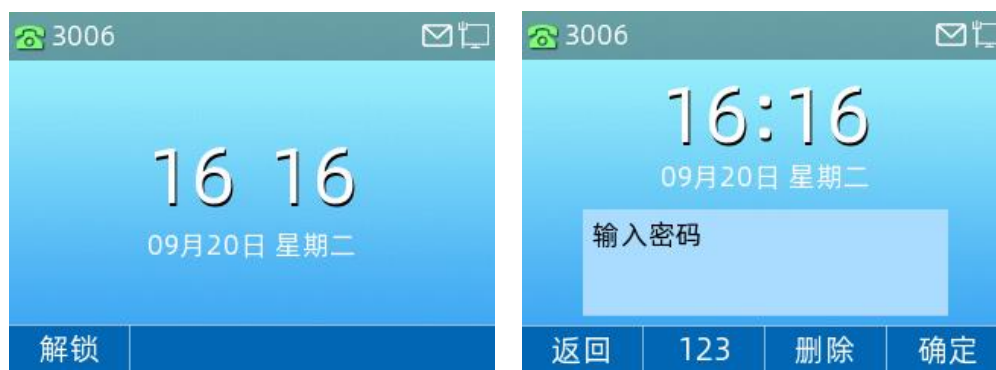 3006
16 16
09月20日 星期二
解锁
3006
16:16
09月20日 星期二
输入密码
返回 123 删除 确定